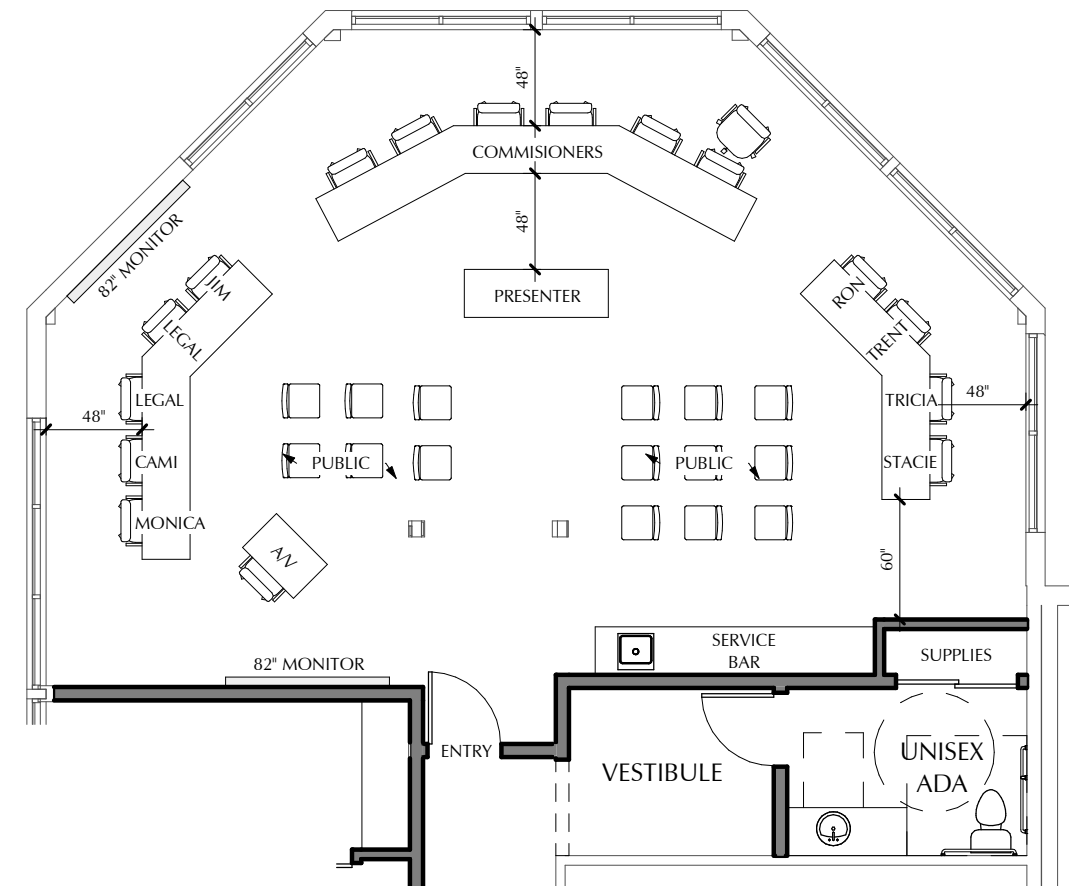 48"
COMMISIONERS
82" MONITOR
48"
JIM
PRESENTER
RON
LEGAL
TRENT
LEGAL
TRICIA
48"
48"
CAMI
PUBLIC
PUBLIC
STACIE
MONICA
A/V
60"
82" MONITOR
SERVICE
BAR
SUPPLIES
ENTRY
VESTIBULE
UNISEX
ADA